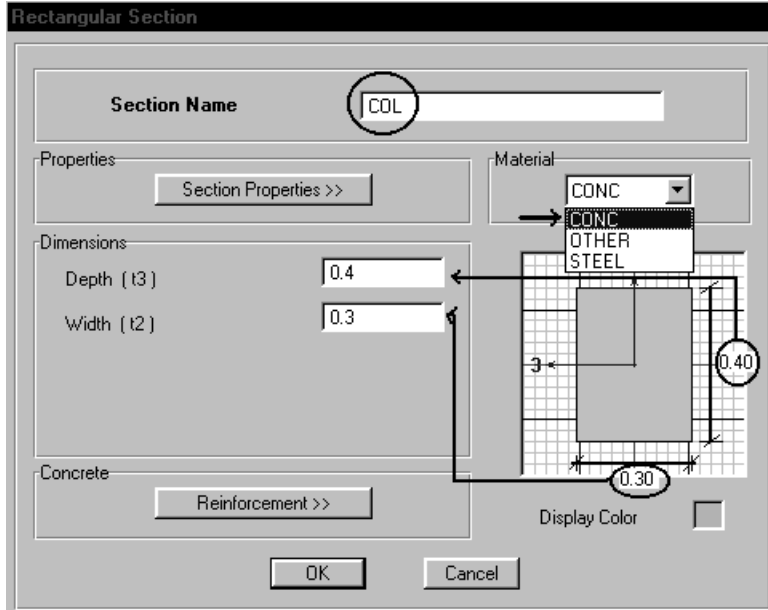 Rectangular Section
Section Name COL
Properties
Section Properties >>
Material
CONC
CONC
OTHER
STEEL
Dimensions
Depth ( t3 ) 0.4
Width ( t2 ) 0.3
3
0.40
0.30
Concrete
Reinforcement >>
Display Color
OK Cancel